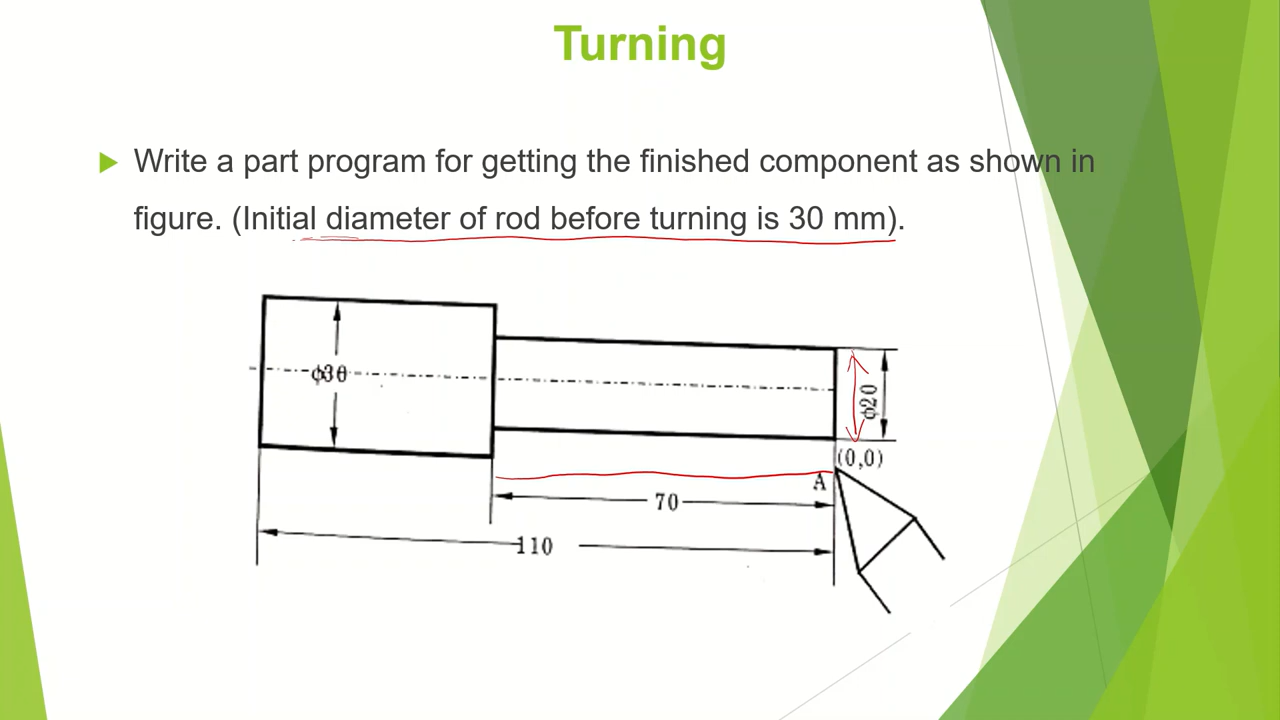 Turning
Write a part program for getting the finished component as shown in
figure. (Initial diameter of rod before turning is 30 mm).
ϕ30
ϕ20
(0,0)
A
70
110